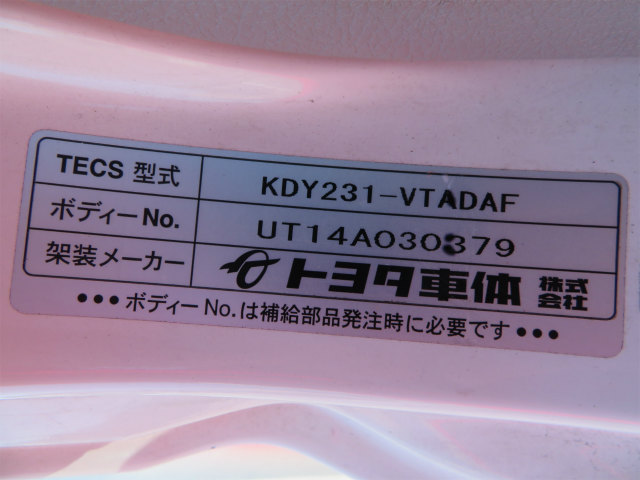 TECS 型式 KDY231-VTADAF
ボディーNo. UT14A030379
架装メーカー トヨタ車体 株式会社
●●● ボディーNo.は補給部品発注時に必要です ●●●